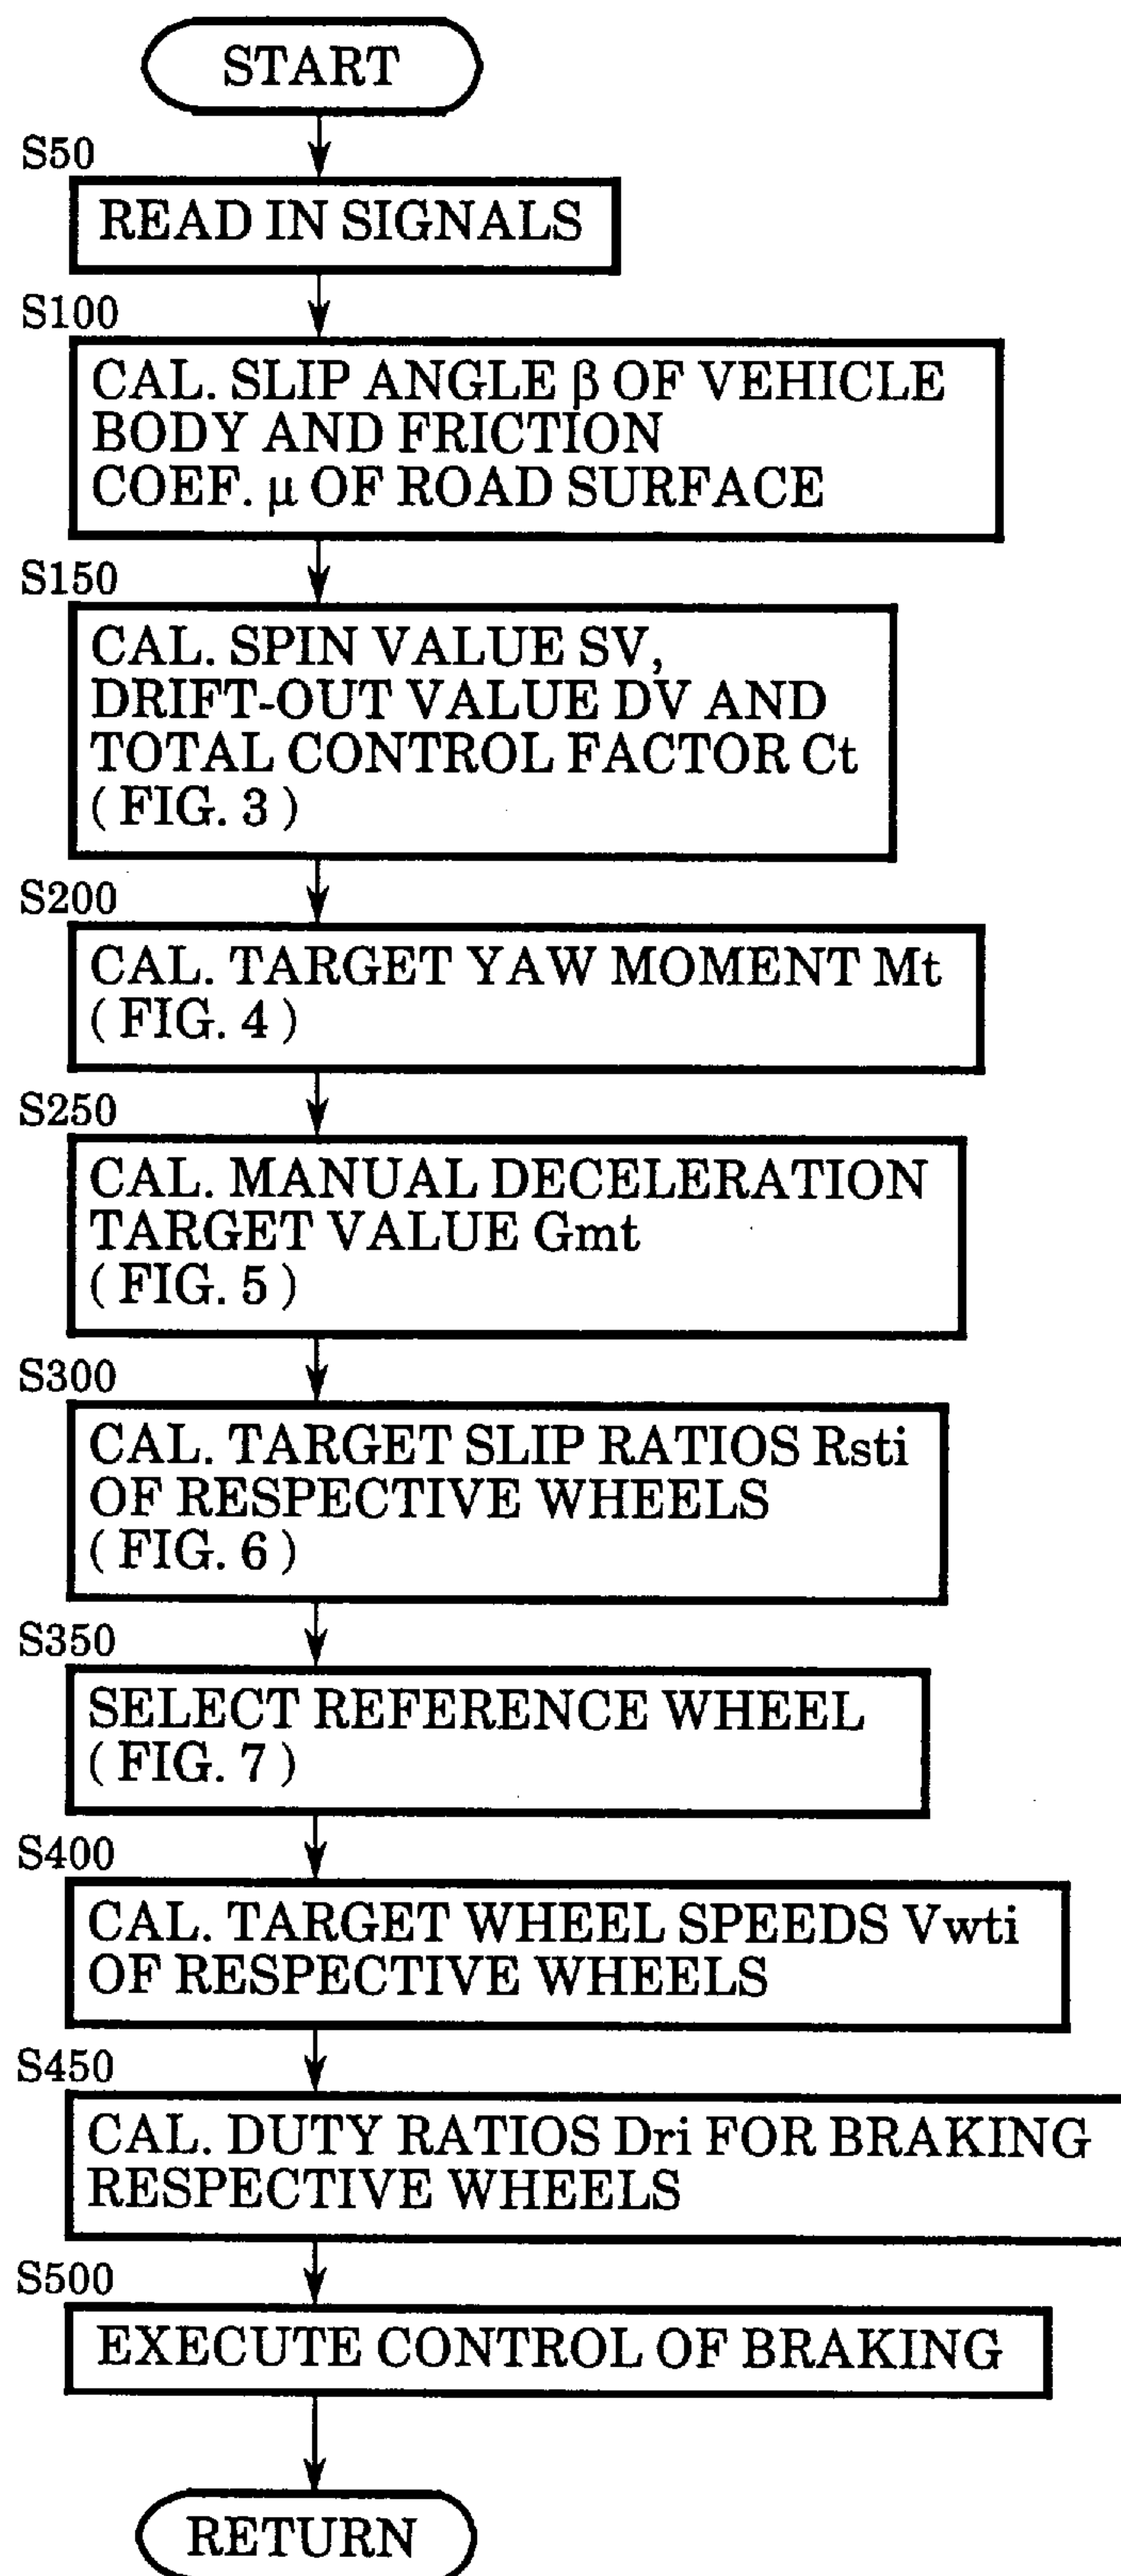 START
S50
READ IN SIGNALS
S100
CAL. SLIP ANGLE β OF VEHICLE
BODY AND FRICTION
COEF. μ OF ROAD SURFACE
S150
CAL. SPIN VALUE SV,
DRIFT-OUT VALUE DV AND
TOTAL CONTROL FACTOR Ct
( FIG. 3 )
S200
CAL. TARGET YAW MOMENT Mt
( FIG. 4 )
S250
CAL. MANUAL DECELERATION
TARGET VALUE Gmt
( FIG. 5 )
S300
CAL. TARGET SLIP RATIOS Rsti
OF RESPECTIVE WHEELS
( FIG. 6 )
S350
SELECT REFERENCE WHEEL
( FIG. 7 )
S400
CAL. TARGET WHEEL SPEEDS Vwti
OF RESPECTIVE WHEELS
S450
CAL. DUTY RATIOS Dri FOR BRAKING
RESPECTIVE WHEELS
S500
EXECUTE CONTROL OF BRAKING
RETURN